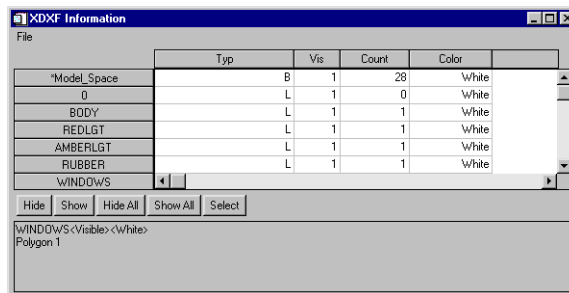 XDXF Information
File
Typ Vis Count Color
*Model_Space B 1 28 White
0 L 1 0 White
BODY L 1 1 White
REDLGT L 1 1 White
AMBERLGT L 1 1 White
RUBBER L 1 1 White
WINDOWS
Hide Show Hide All Show All Select
WINDOWS<Visible><White>
Polygon 1